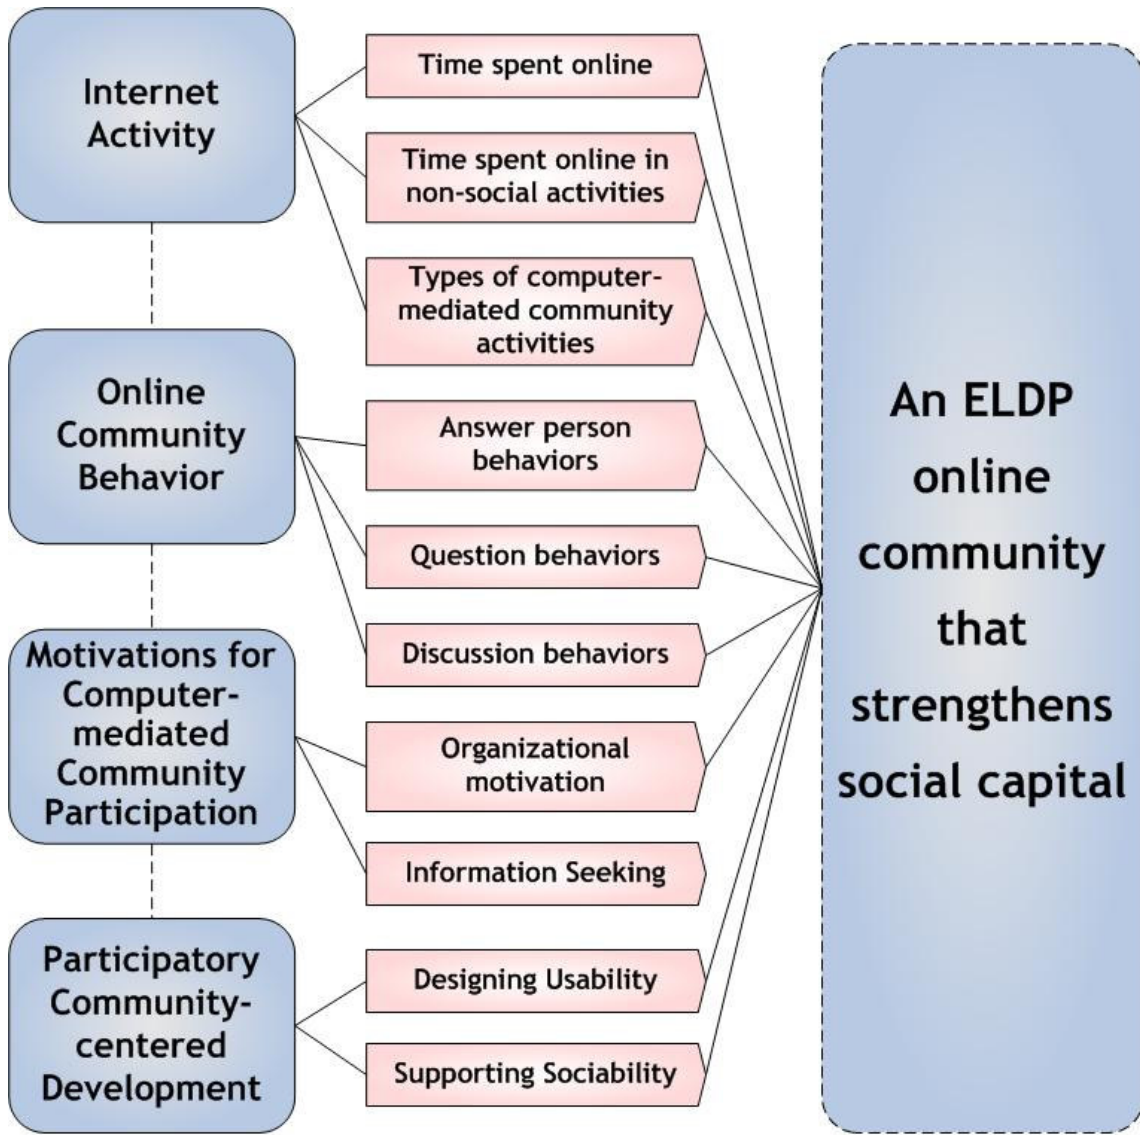 Internet
Activity
Time spent online
Time spent online in
non-social activities
Types of computer-
mediated community
activities
Online
Community
Behavior
Answer person
behaviors
Question behaviors
Discussion behaviors
Motivations for
Computer-
mediated
Community
Participation
Organizational
motivation
Information Seeking
Participatory
Community-
centered
Development
Designing Usability
Supporting Sociability
An ELDP
online
community
that
strengthens
social capital